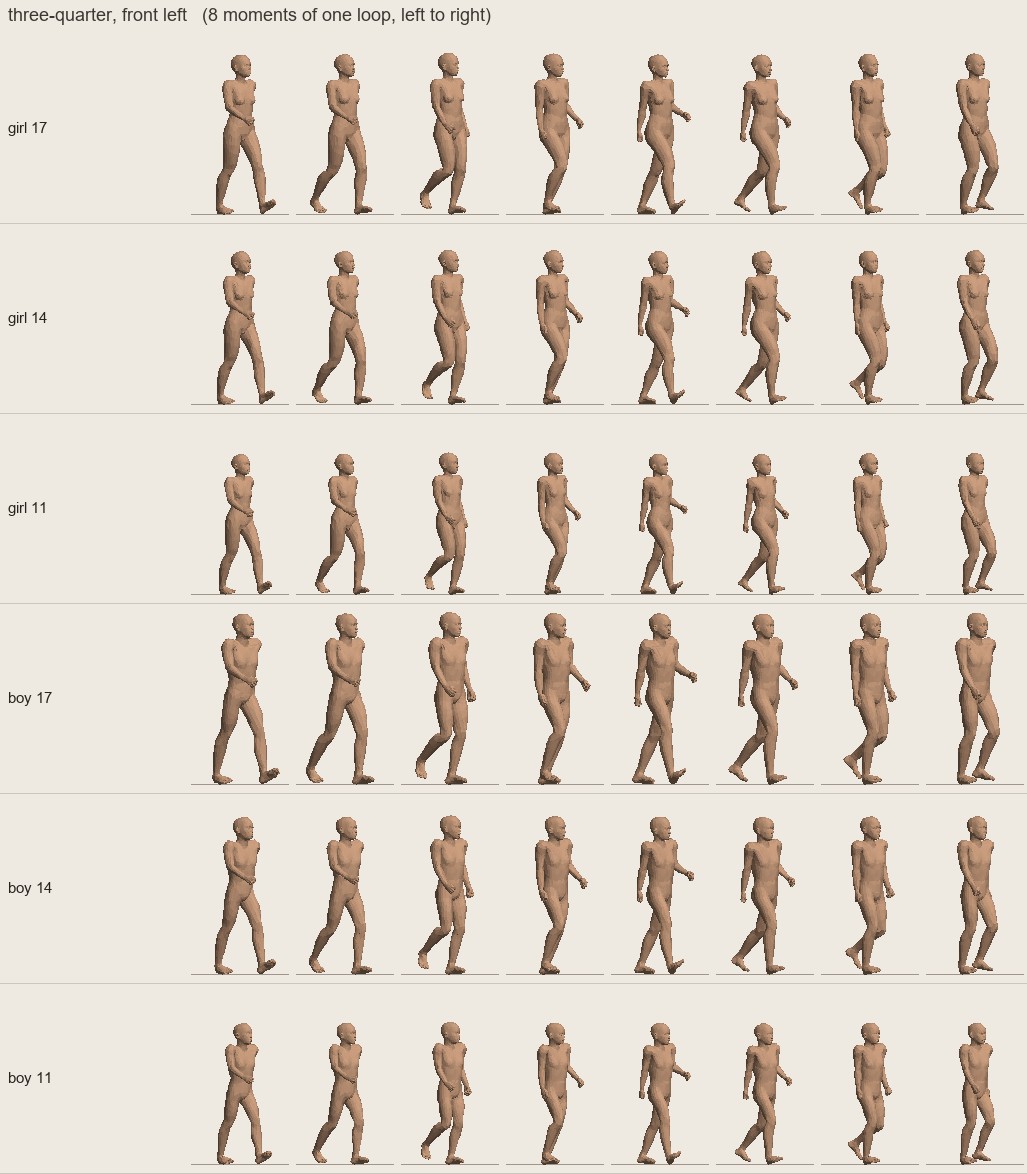 three-quarter, front left (8 moments of one loop, left to right)
girl 17
girl 14
girl 11
boy 17
boy 14
boy 11